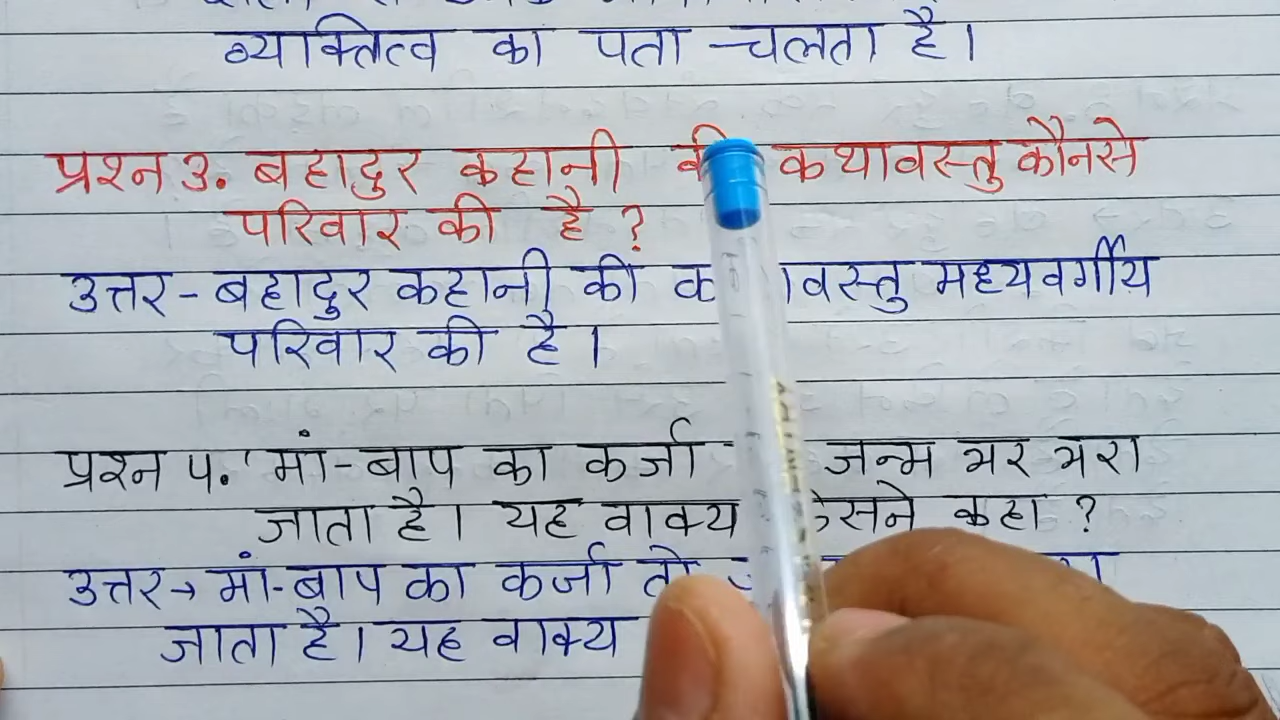 व्यक्तित्व का पता चलता है।
प्रश्न 3. बहादुर कहानी की कथावस्तु कौनसे
परिवार की है ?
उत्तर - बहादुर कहानी की मध्यवर्गीय
परिवार की है।
प्रश्न 4. 'मां-बाप का कर्जा जन्म भर भरा
जाता है। यह वाक्य कहा ?
उत्तर → मां-बाप का कर्जा तो
जाता है। यह वाक्य